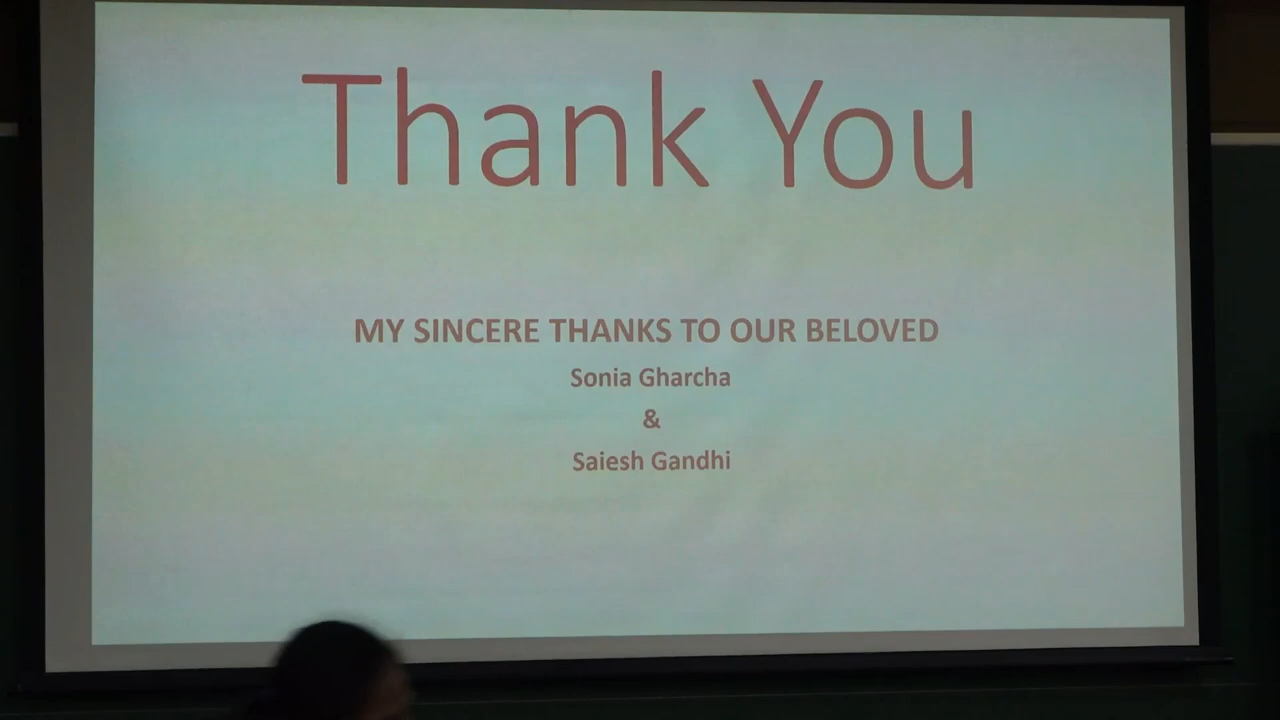 Thank You
MY SINCERE THANKS TO OUR BELOVED
Sonia Gharcha
&
Saiesh Gandhi